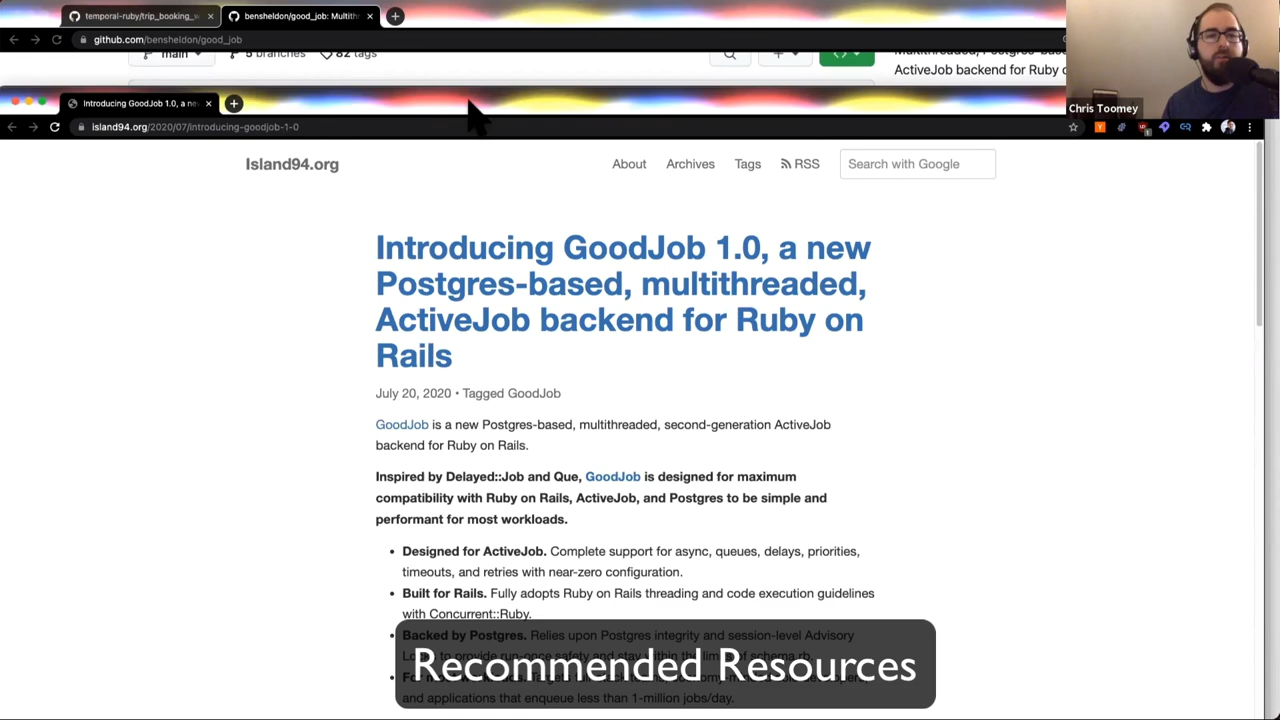 temporal-ruby/trip_booking_w
bensheldon/good_job: Multithr
github.com/bensheldon/good_job
main
5 branches
82 tags
Multithreaded, Postgres-base
ActiveJob backend for Ruby o
Chris Toomey
Introducing GoodJob 1.0, a ne
island94.org/2020/07/introducing-goodjob-1-0
Island94.org
About
Archives
Tags
RSS
Search with Google
Introducing GoodJob 1.0, a new
Postgres-based, multithreaded,
ActiveJob backend for Ruby on
Rails
July 20, 2020 • Tagged GoodJob
GoodJob is a new Postgres-based, multithreaded, second-generation ActiveJob
backend for Ruby on Rails.
Inspired by Delayed::Job and Que, GoodJob is designed for maximum
compatibility with Ruby on Rails, ActiveJob, and Postgres to be simple and
performant for most workloads.
• Designed for ActiveJob. Complete support for async, queues, delays, priorities,
timeouts, and retries with near-zero configuration.
• Built for Rails. Fully adopts Ruby on Rails threading and code execution guidelines
with Concurrent::Ruby.
• Backed by Postgres. Relies upon Postgres integrity and session-level Advisory
Recommended Resources
and applications that enqueue less than 1-million jobs/day.